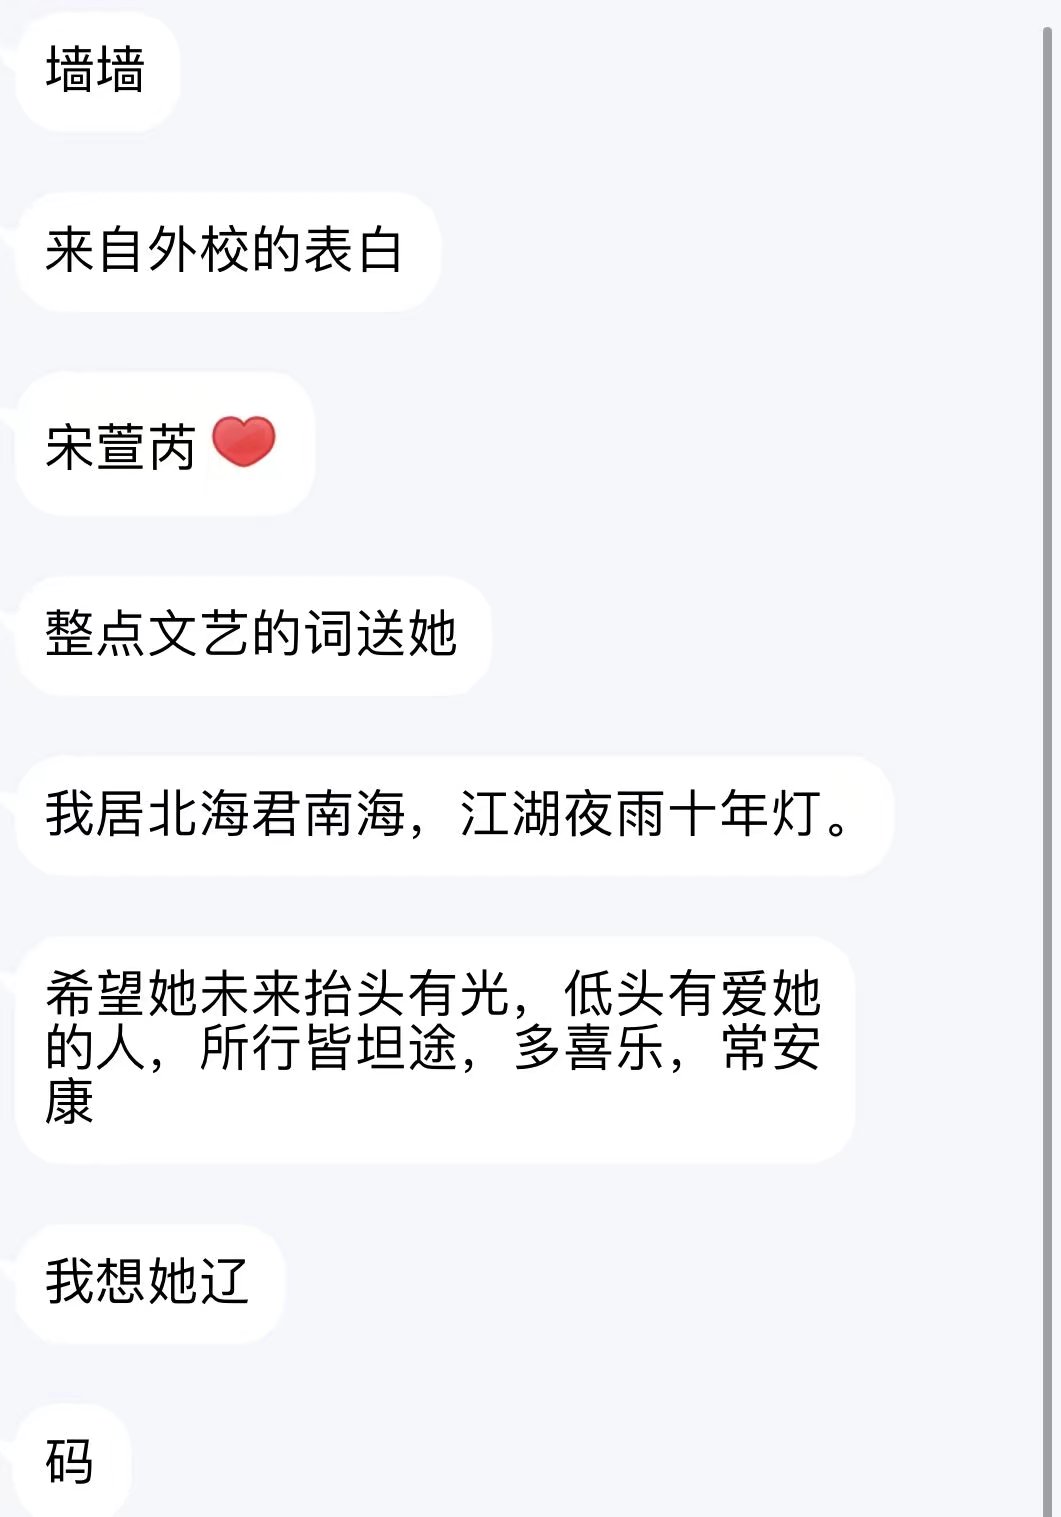 墙墙
来自外校的表白
宋萱芮❤️
整点文艺的词送她
我居北海君南海，江湖夜雨十年灯。
希望她未来抬头有光，低头有爱她
的人，所行皆坦途，多喜乐，常安
康
我想她辽
码